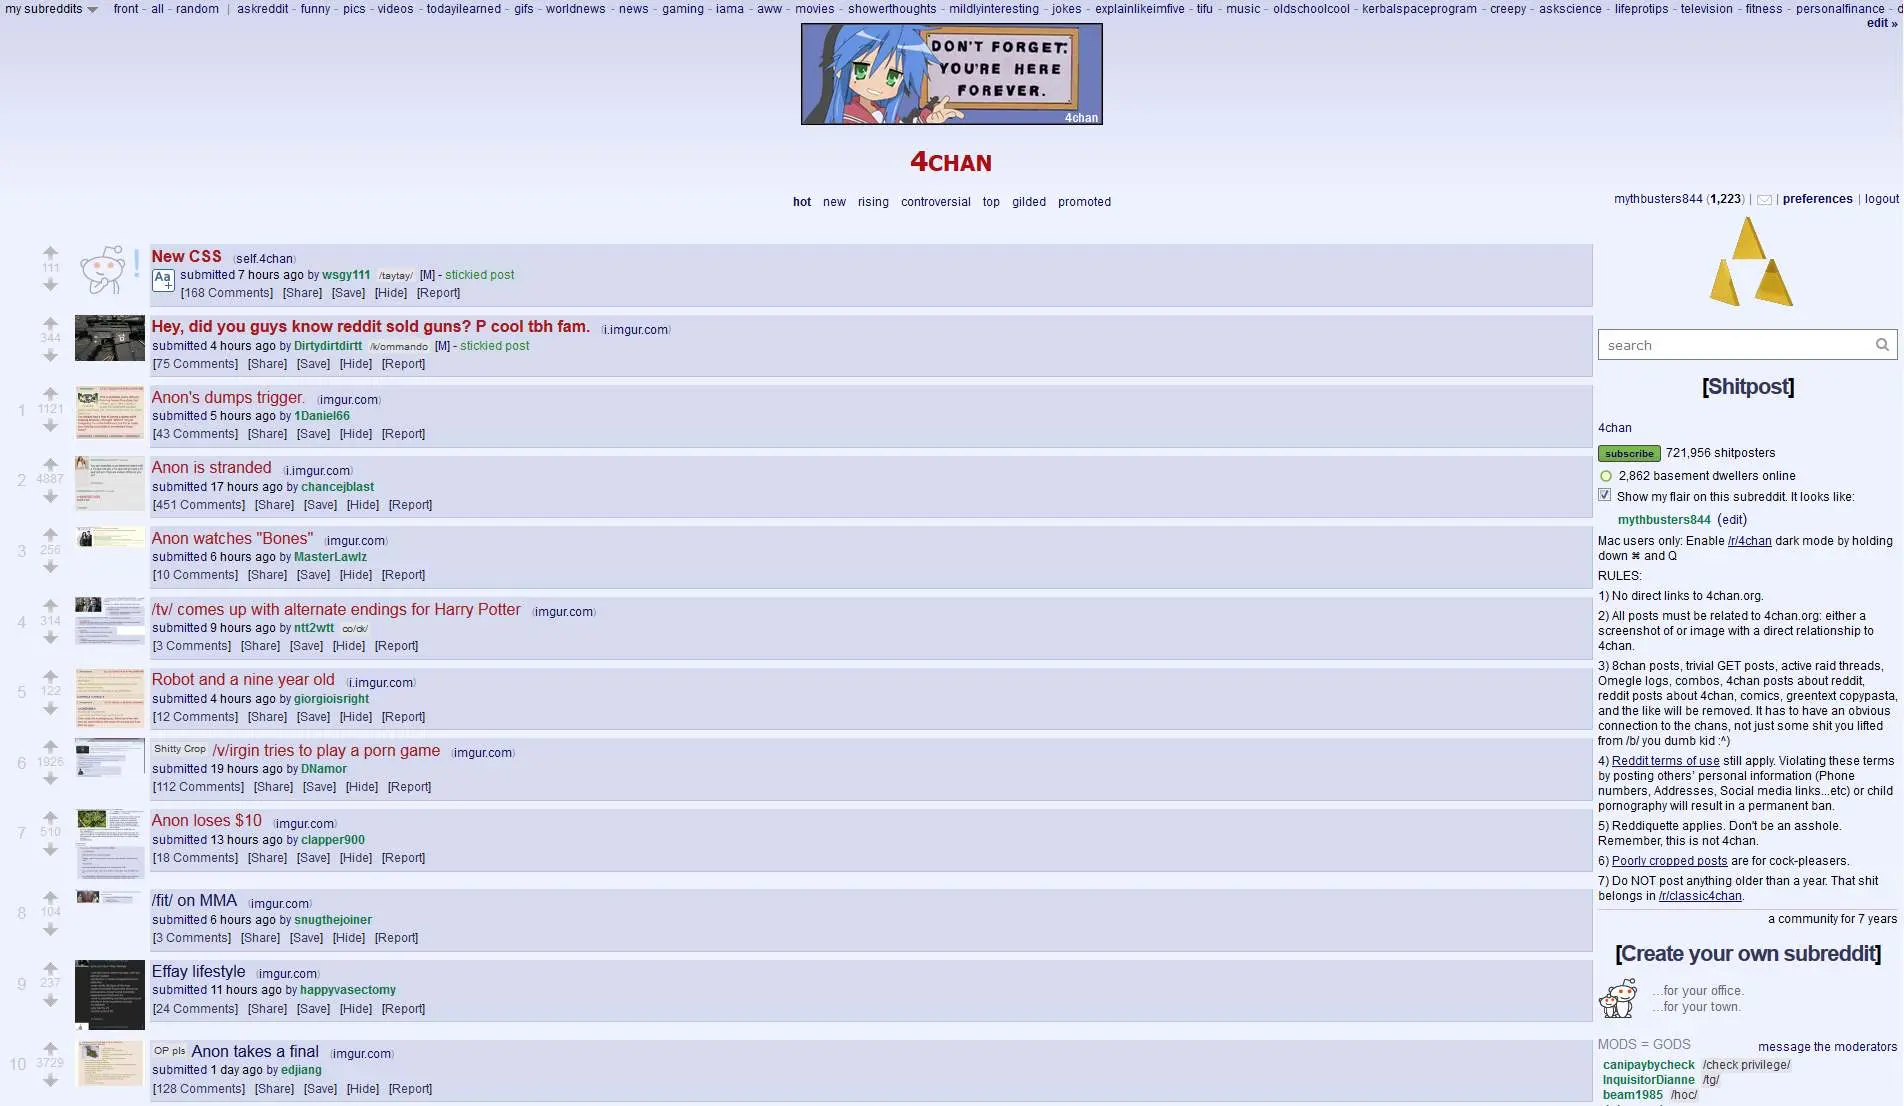 my subreddits front - all - random | askreddit - funny - pics - videos - todayilearned - gifs - worldnews - news - gaming - iama - aww - movies - showerthoughts - mildlyinteresting - jokes - explainlikeimfive - tifu - music - oldschoolcool - kerbalspaceprogram - creepy - askscience - lifeprotips - television - fitness - personalfinance -
edit »
DON'T FORGET:
YOU'RE HERE
FOREVER.
4chan
4CHAN
hot new rising controversial top gilded promoted
mythbusters844 (1,223) | | preferences | logout
111
New CSS (self.4chan)
Aa+
submitted 7 hours ago by wsgy111 /taytay/ [M] - stickied post
[168 Comments] [Share] [Save] [Hide] [Report]
344
Hey, did you guys know reddit sold guns? P cool tbh fam. (i.imgur.com)
submitted 4 hours ago by Dirtydirtdirtt /k/ommando [M] - stickied post
[75 Comments] [Share] [Save] [Hide] [Report]
1 1121
Anon's dumps trigger. (imgur.com)
submitted 5 hours ago by 1Daniel66
[43 Comments] [Share] [Save] [Hide] [Report]
2 4887
Anon is stranded (i.imgur.com)
submitted 17 hours ago by chancejblast
[451 Comments] [Share] [Save] [Hide] [Report]
3 256
Anon watches "Bones" (imgur.com)
submitted 6 hours ago by MasterLawlz
[10 Comments] [Share] [Save] [Hide] [Report]
4 314
/tv/ comes up with alternate endings for Harry Potter (imgur.com)
submitted 9 hours ago by ntt2wtt co/ck/
[3 Comments] [Share] [Save] [Hide] [Report]
5 122
Robot and a nine year old (i.imgur.com)
submitted 4 hours ago by giorgioisright
[12 Comments] [Share] [Save] [Hide] [Report]
6 1926
Shitty Crop /v/irgin tries to play a porn game (imgur.com)
submitted 19 hours ago by DNamor
[112 Comments] [Share] [Save] [Hide] [Report]
7 510
Anon loses $10 (imgur.com)
submitted 13 hours ago by clapper900
[18 Comments] [Share] [Save] [Hide] [Report]
8 104
/fit/ on MMA (imgur.com)
submitted 6 hours ago by snugthejoiner
[3 Comments] [Share] [Save] [Hide] [Report]
9 237
Effay lifestyle (imgur.com)
submitted 11 hours ago by happyvasectomy
[24 Comments] [Share] [Save] [Hide] [Report]
10 3729
OP pls Anon takes a final (imgur.com)
submitted 1 day ago by edjiang
[128 Comments] [Share] [Save] [Hide] [Report]
search
[Shitpost]
4chan
subscribe 721,956 shitposters
2,862 basement dwellers online
Show my flair on this subreddit. It looks like:
mythbusters844 (edit)
Mac users only: Enable /r/4chan dark mode by holding
down ⌘ and Q
RULES:
1) No direct links to 4chan.org.
2) All posts must be related to 4chan.org: either a
screenshot of or image with a direct relationship to
4chan.
3) 8chan posts, trivial GET posts, active raid threads,
Omegle logs, combos, 4chan posts about reddit,
reddit posts about 4chan, comics, greentext copypasta,
and the like will be removed. It has to have an obvious
connection to the chans, not just some shit you lifted
from /b/ you dumb kid :^)
4) Reddit terms of use still apply. Violating these terms
by posting others' personal information (Phone
numbers, Addresses, Social media links...etc) or child
pornography will result in a permanent ban.
5) Reddiquette applies. Don't be an asshole.
Remember, this is not 4chan.
6) Poorly cropped posts are for cock-pleasers.
7) Do NOT post anything older than a year. That shit
belongs in /r/classic4chan.
a community for 7 years
[Create your own subreddit]
...for your office.
...for your town.
MODS = GODS message the moderators
canipaybycheck /check privilege/
InquisitorDianne /tg/
beam1985 /hoc/